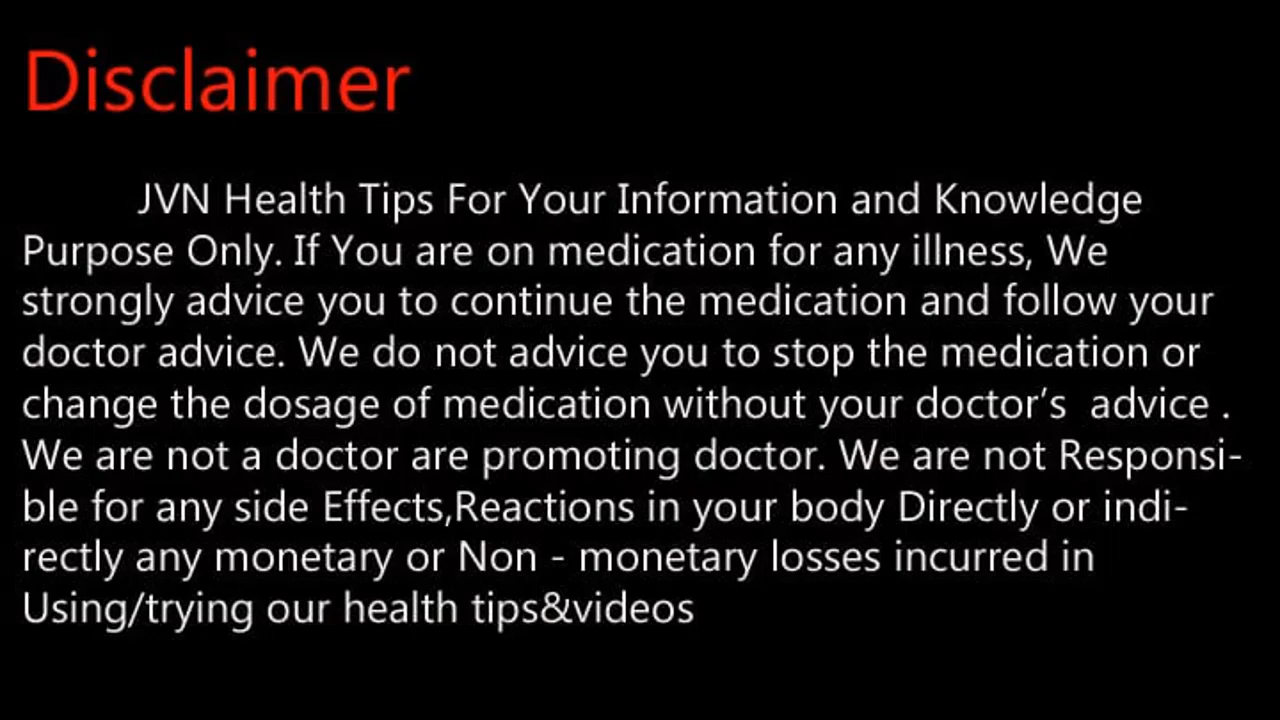 Disclaimer
JVN Health Tips For Your Information and Knowledge
Purpose Only. If You are on medication for any illness, We
strongly advice you to continue the medication and follow your
doctor advice. We do not advice you to stop the medication or
change the dosage of medication without your doctor’s  advice .
We are not a doctor are promoting doctor. We are not Responsi-
ble for any side Effects,Reactions in your body Directly or indi-
rectly any monetary or Non - monetary losses incurred in
Using/trying our health tips&videos